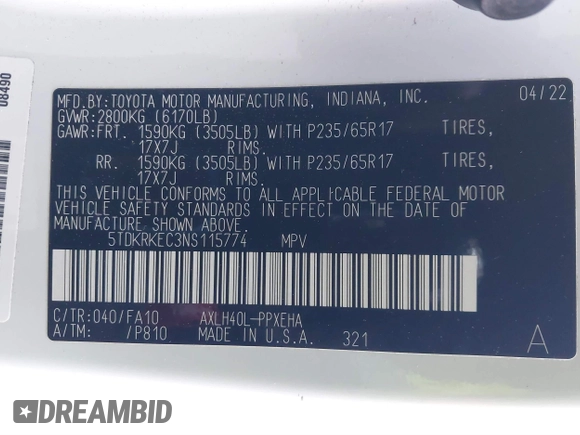 08490
MFD.BY:TOYOTA MOTOR MANUFACTURING, INDIANA, INC. 04/22
GVWR:2800KG (6170LB)
GAWR:FRT. 1590KG (3505LB) WITH P235/65R17 TIRES,
17X7J RIMS.
RR. 1590KG (3505LB) WITH P235/65R17 TIRES,
17X7J RIMS.
THIS VEHICLE CONFORMS TO ALL APPLICABLE FEDERAL MOTOR
VEHICLE SAFETY STANDARDS IN EFFECT ON THE DATE OF
MANUFACTURE SHOWN ABOVE.
5TDKRKEC3NS115774 MPV
C/TR:040/FA10 AXLH40L-PPXEHA
A/TM: /P810 MADE IN U.S.A. 321 A
DREAMBID